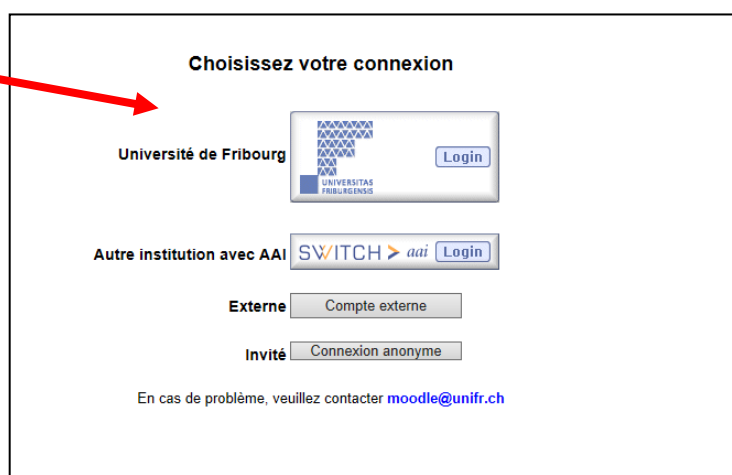 Choisissez votre connexion
Université de Fribourg
UNIVERSITAS
FRIBURGENSIS
Login
Autre institution avec AAI
SWITCH > aai Login
Externe
Compte externe
Invité
Connexion anonyme
En cas de problème, veuillez contacter moodle@unifr.ch